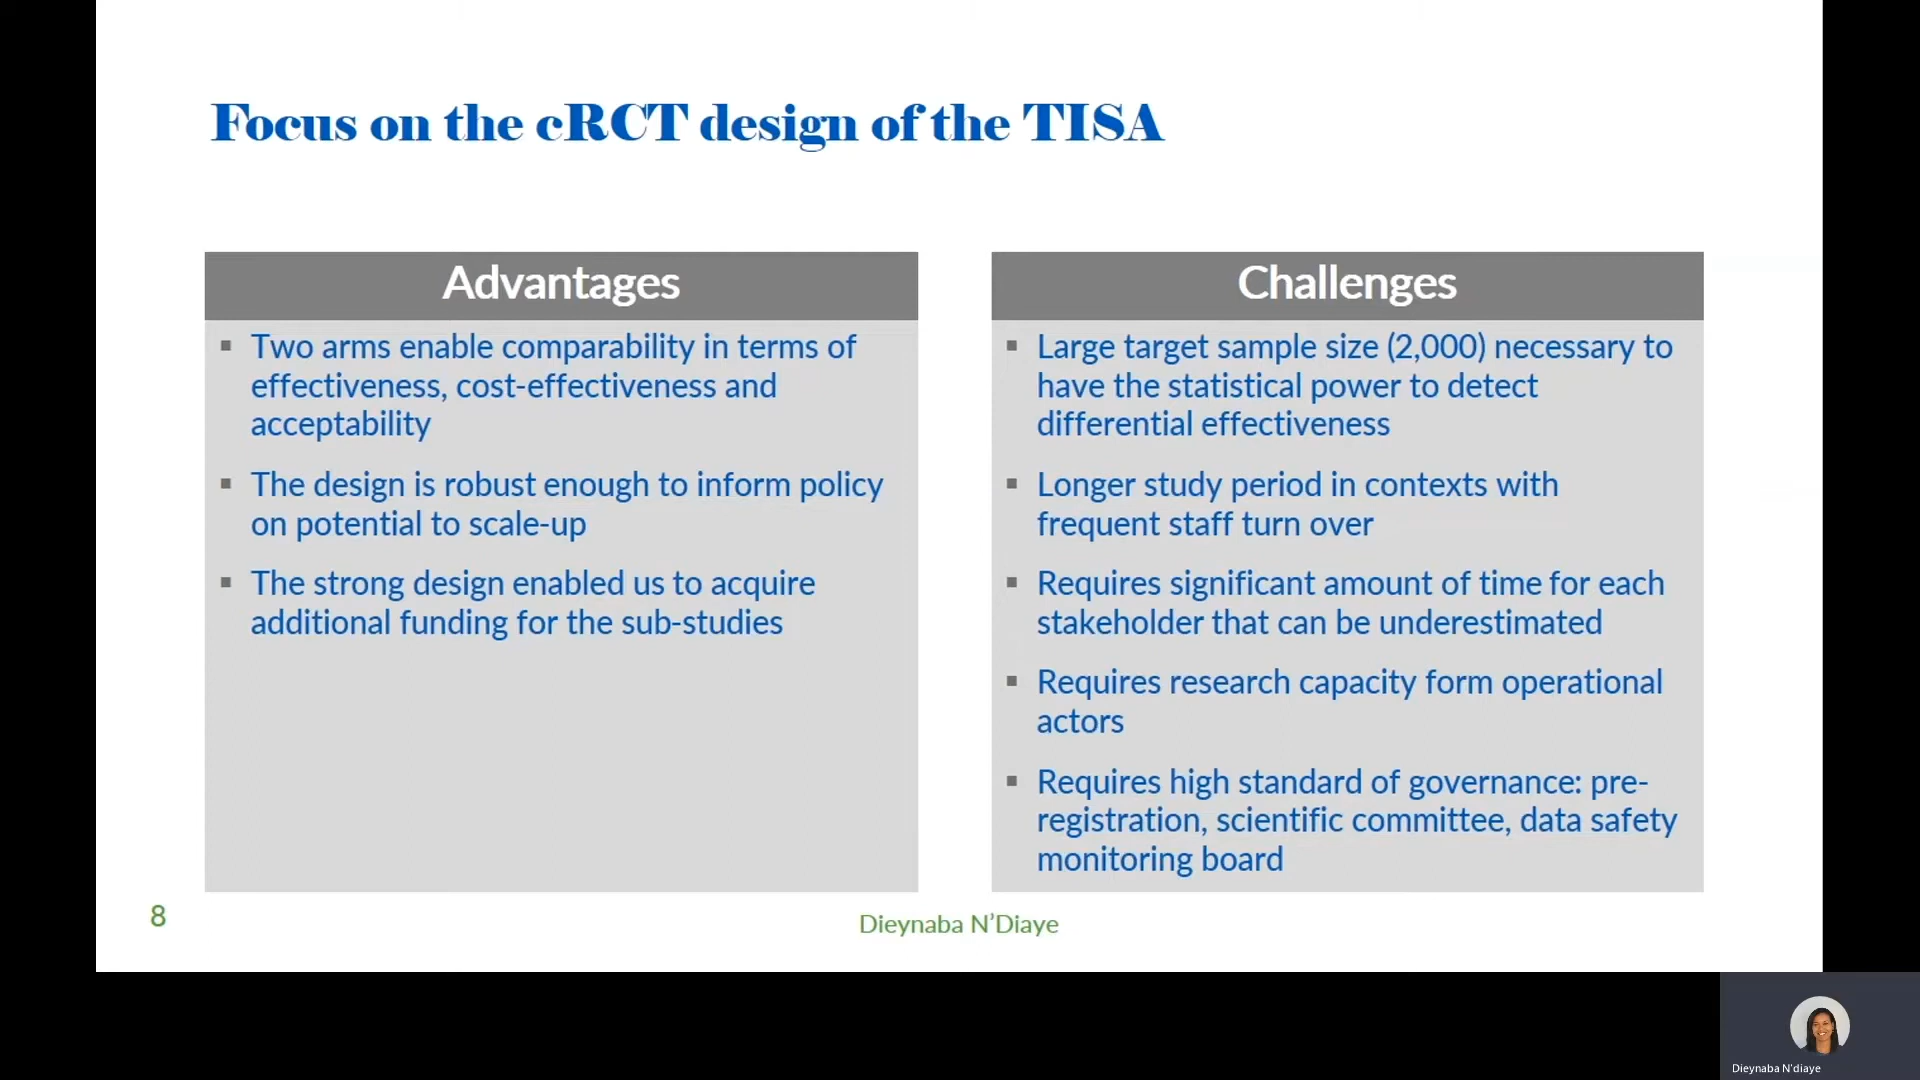 Focus on the cRCT design of the TISA
Advantages
▪ Two arms enable comparability in terms of
effectiveness, cost-effectiveness and
acceptability
▪ The design is robust enough to inform policy
on potential to scale-up
▪ The strong design enabled us to acquire
additional funding for the sub-studies
Challenges
▪ Large target sample size (2,000) necessary to
have the statistical power to detect
differential effectiveness
▪ Longer study period in contexts with
frequent staff turn over
▪ Requires significant amount of time for each
stakeholder that can be underestimated
▪ Requires research capacity form operational
actors
▪ Requires high standard of governance: pre-
registration, scientific committee, data safety
monitoring board
8
Dieynaba N’Diaye
Dieynaba N'diaye